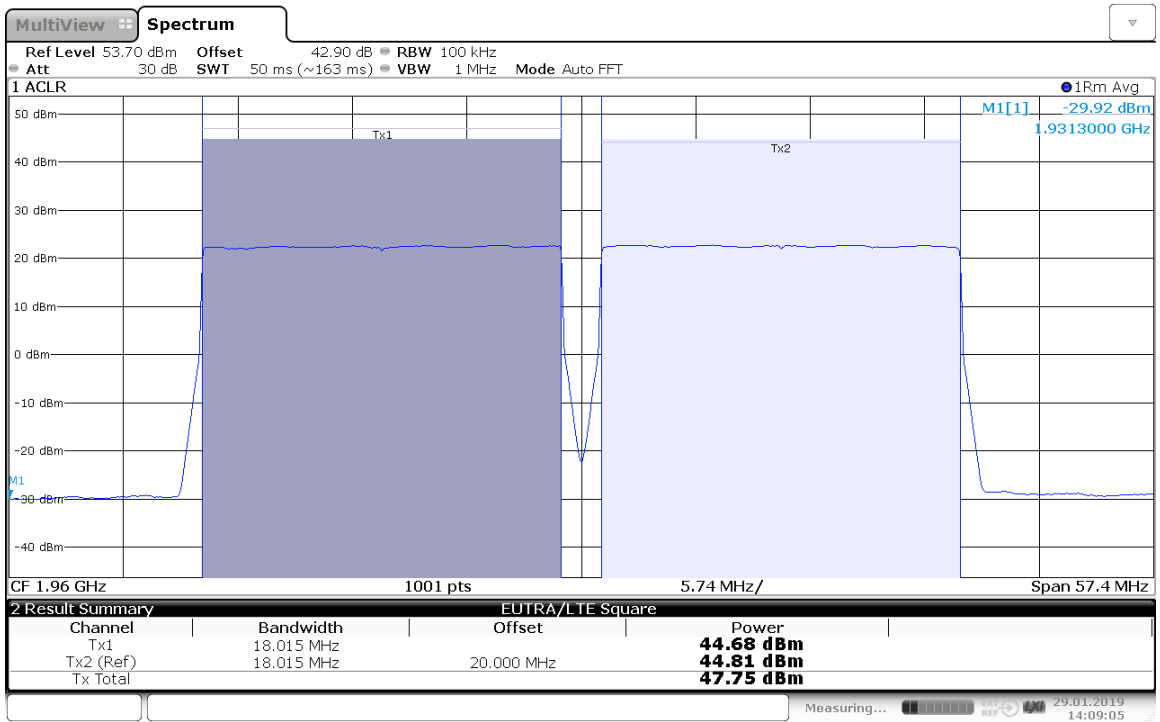 MultiView Spectrum
Ref Level 53.70 dBm Offset 42.90 dB RBW 100 kHz
Att 30 dB SWT 50 ms (~163 ms) VBW 1 MHz Mode Auto FFT
1 ACLR 1Rm Avg
M1[1] -29.92 dBm
1.9313000 GHz
50 dBm
Tx1
Tx2
40 dBm
30 dBm
20 dBm
10 dBm
0 dBm
-10 dBm
-20 dBm
M1
-30 dBm
-40 dBm
CF 1.96 GHz 1001 pts 5.74 MHz/ Span 57.4 MHz
2 Result Summary EUTRA/LTE Square
Channel Bandwidth Offset Power
Tx1 18.015 MHz 44.68 dBm
Tx2 (Ref) 18.015 MHz 20.000 MHz 44.81 dBm
Tx Total 47.75 dBm
Measuring... EXT REF LXI 29.01.2019
14:09:05